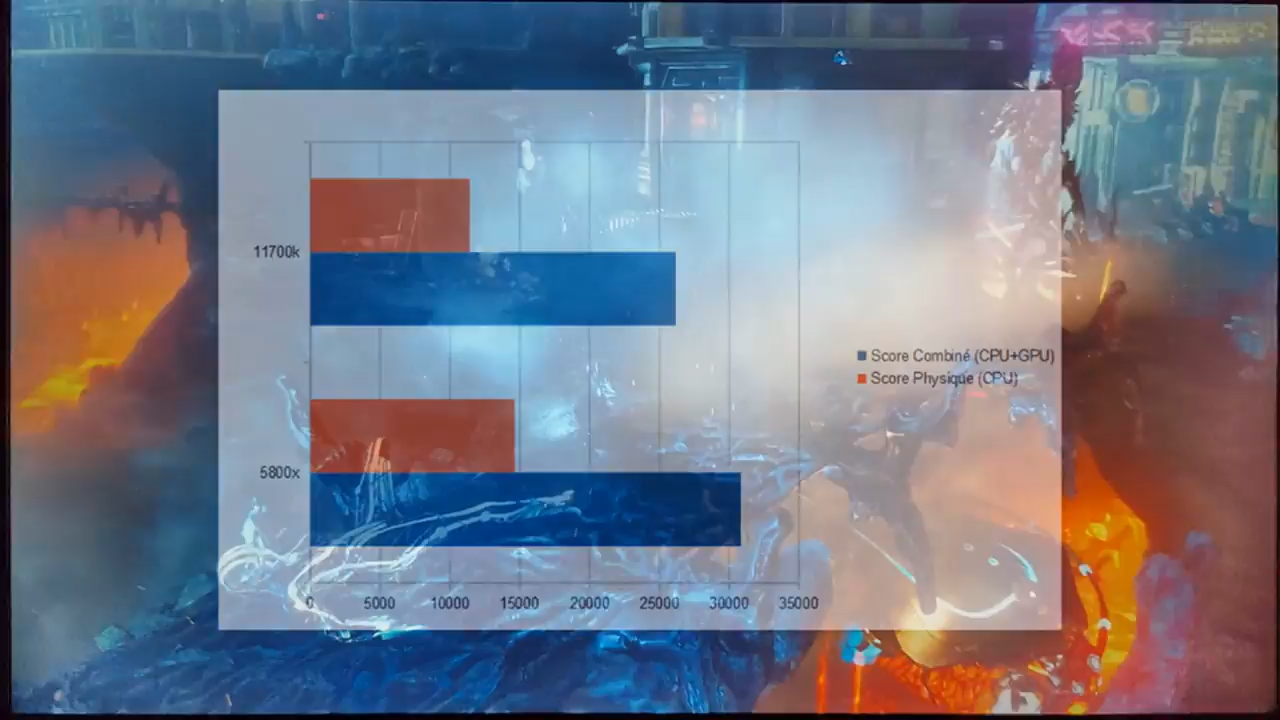 11700k
5800x
Score Combiné (CPU+GPU)
Score Physique (CPU)
0 5000 10000 15000 20000 25000 30000 35000